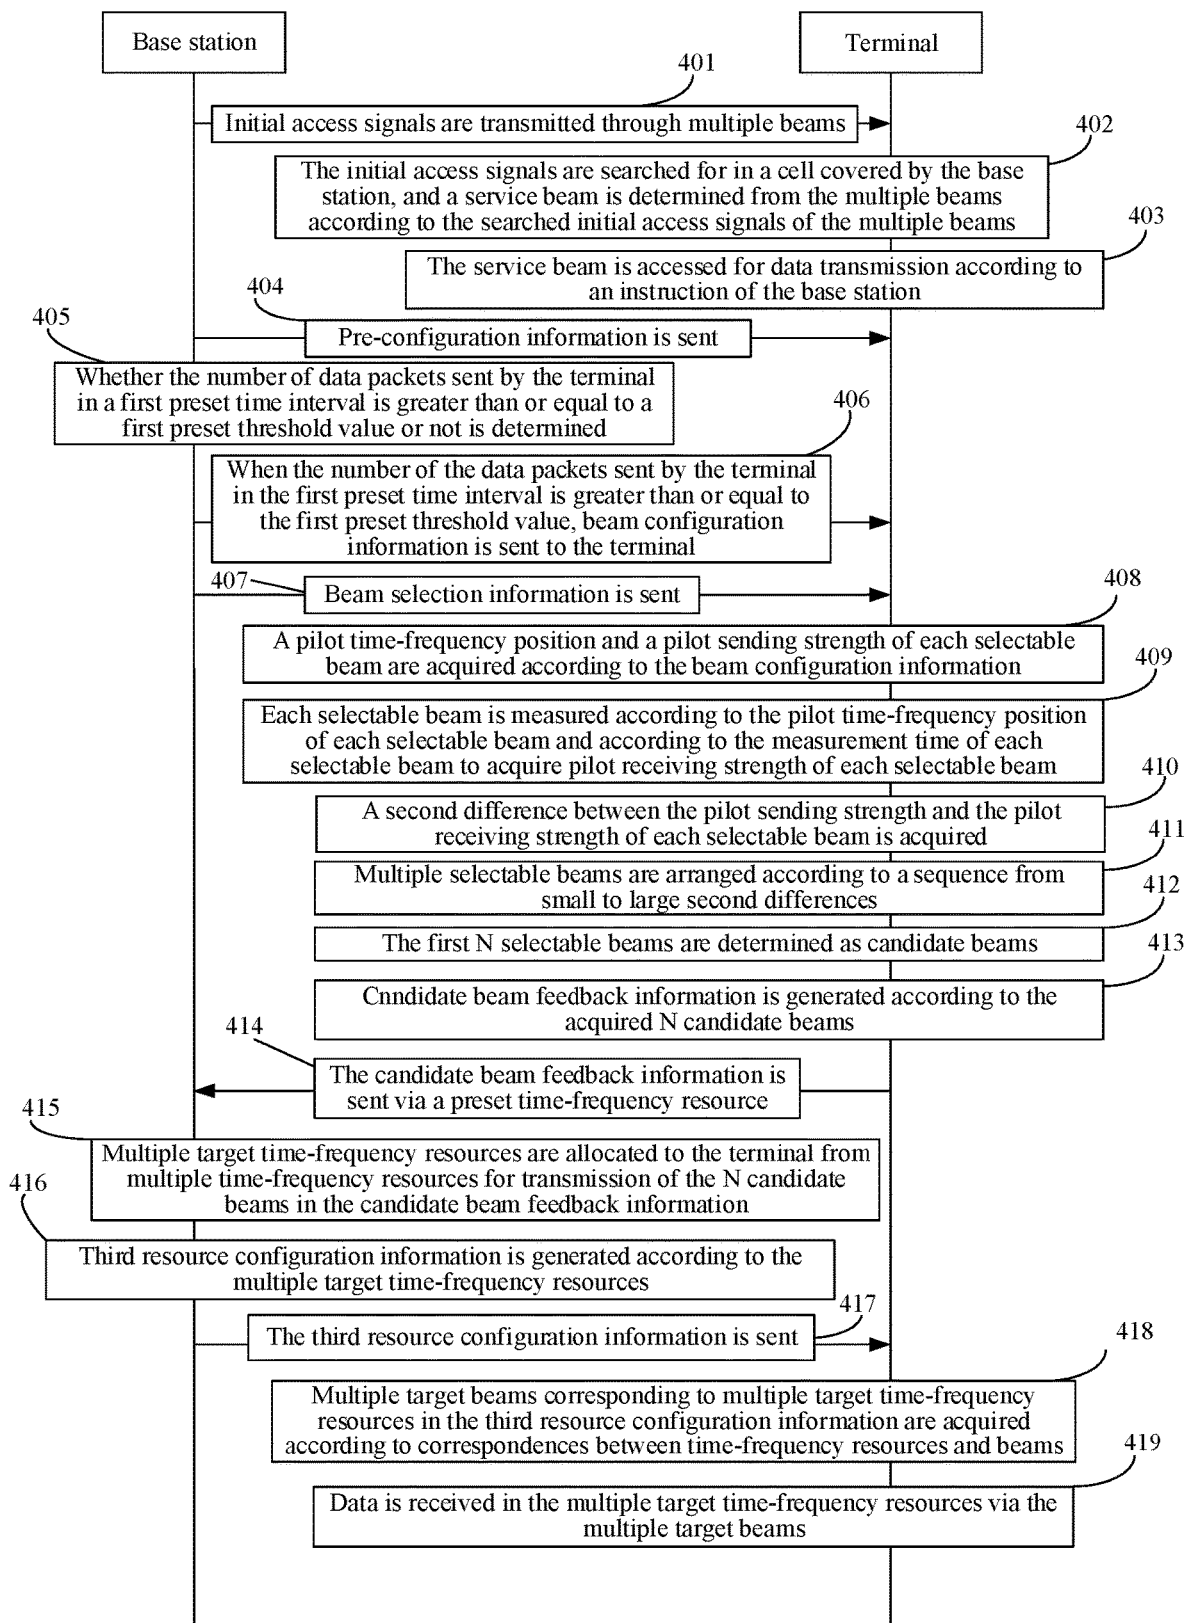 Base station
Terminal
401
Initial access signals are transmitted through multiple beams
402
The initial access signals are searched for in a cell covered by the base
station, and a service beam is determined from the multiple beams
according to the searched initial access signals of the multiple beams
403
The service beam is accessed for data transmission according to
an instruction of the base station
404
Pre-configuration information is sent
405
Whether the number of data packets sent by the terminal
in a first preset time interval is greater than or equal to a
first preset threshold value or not is determined
406
When the number of the data packets sent by the terminal
in the first preset time interval is greater than or equal to
the first preset threshold value, beam configuration
information is sent to the terminal
407
Beam selection information is sent
408
A pilot time-frequency position and a pilot sending strength of each selectable
beam are acquired according to the beam configuration information
409
Each selectable beam is measured according to the pilot time-frequency position
of each selectable beam and according to the measurement time of each
selectable beam to acquire pilot receiving strength of each selectable beam
410
A second difference between the pilot sending strength and the pilot
receiving strength of each selectable beam is acquired
411
Multiple selectable beams are arranged according to a sequence from
small to large second differences
412
The first N selectable beams are determined as candidate beams
413
Cnndidate beam feedback information is generated according to the
acquired N candidate beams
414
The candidate beam feedback information is
sent via a preset time-frequency resource
415
Multiple target time-frequency resources are allocated to the terminal from
multiple time-frequency resources for transmission of the N candidate
beams in the candidate beam feedback information
416
Third resource configuration information is generated according to the
multiple target time-frequency resources
417
The third resource configuration information is sent
418
Multiple target beams corresponding to multiple target time-frequency
resources in the third resource configuration information are acquired
according to correspondences between time-frequency resources and beams
419
Data is received in the multiple target time-frequency resources via the
multiple target beams